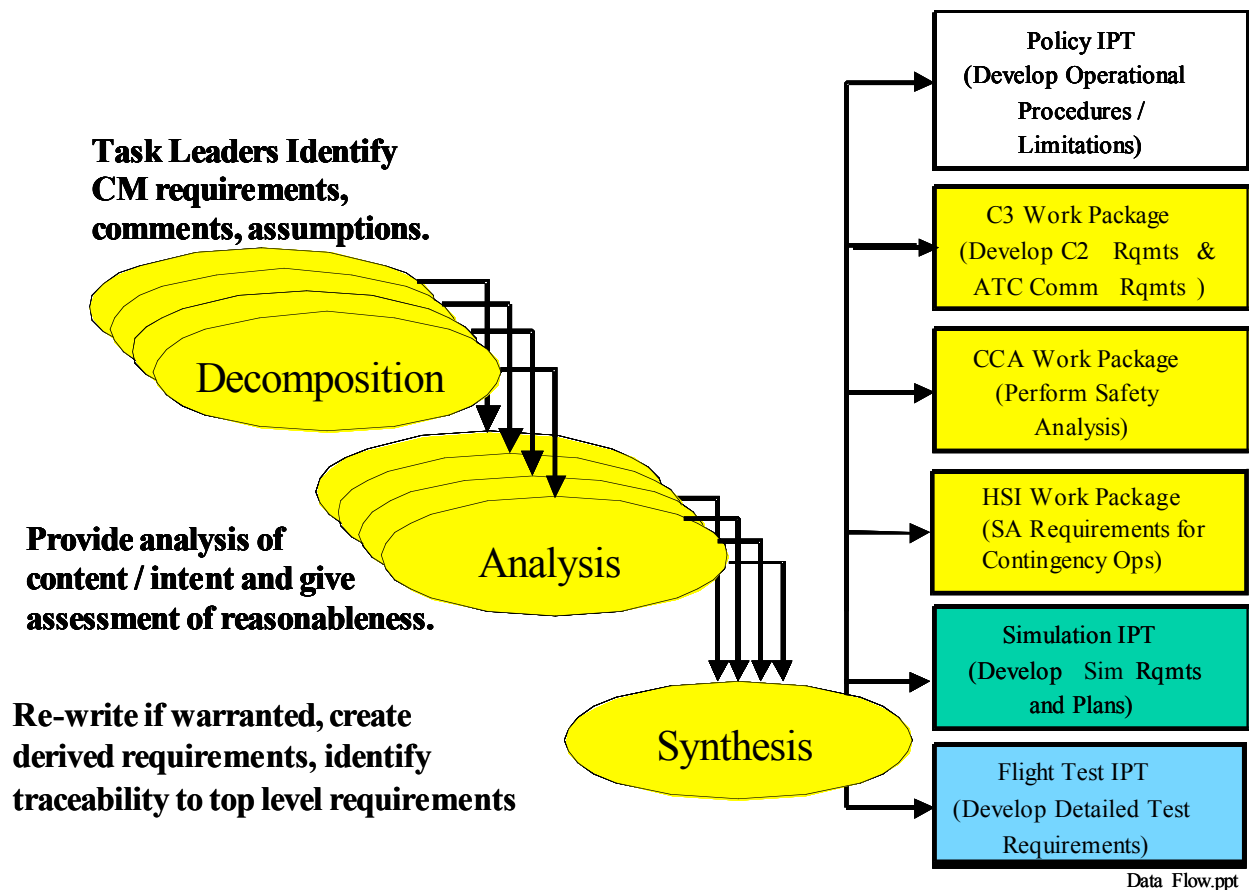 Task Leaders Identify
CM requirements,
comments, assumptions.
Decomposition
Provide analysis of
content / intent and give
assessment of reasonableness.
Analysis
Re-write if warranted, create
derived requirements, identify
traceability to top level requirements
Synthesis
Policy IPT
(Develop Operational
Procedures /
Limitations)
C3 Work Package
(Develop C2 Rqmts &
ATC Comm Rqmts )
CCA Work Package
(Perform Safety
Analysis)
HSI Work Package
(SA Requirements for
Contingency Ops)
Simulation IPT
(Develop Sim Rqmts
and Plans)
Flight Test IPT
(Develop Detailed Test
Requirements)
Data Flow.ppt